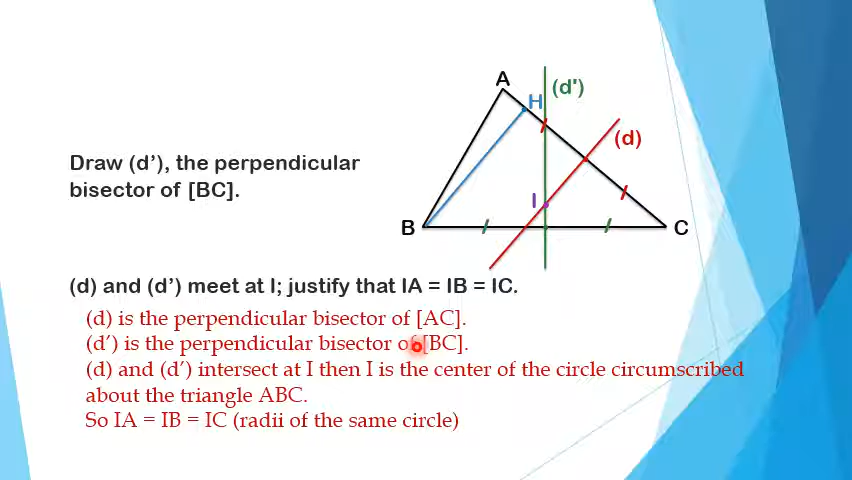 A
H
(d')
(d)
Draw (d’), the perpendicular
bisector of [BC].
I
B
C
(d) and (d’) meet at I; justify that IA = IB = IC.
(d) is the perpendicular bisector of [AC].
(d’) is the perpendicular bisector of [BC].
(d) and (d’) intersect at I then I is the center of the circle circumscribed
about the triangle ABC.
So IA = IB = IC (radii of the same circle)